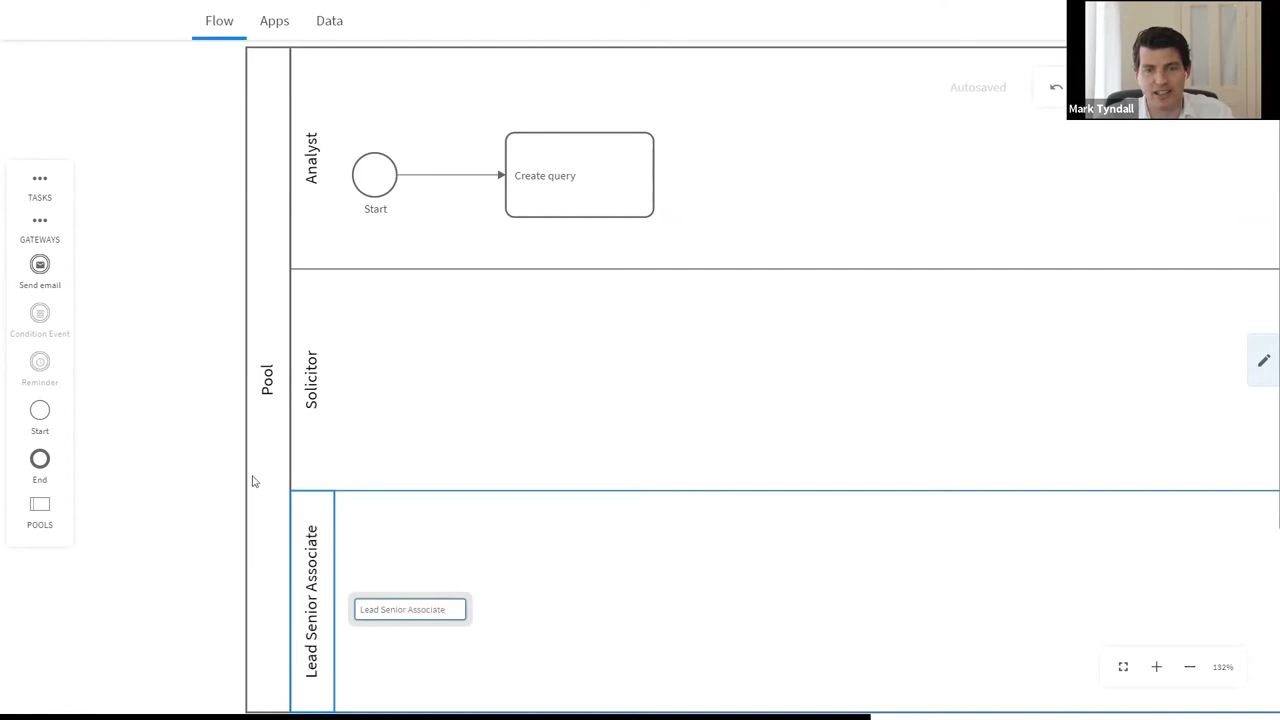 Flow Apps Data
Autosaved
Mark Tyndall
TASKS
GATEWAYS
Send email
Condition Event
Reminder
Start
End
POOLS
Pool
Analyst
Start
Create query
Solicitor
Lead Senior Associate
Lead Senior Associate
132%